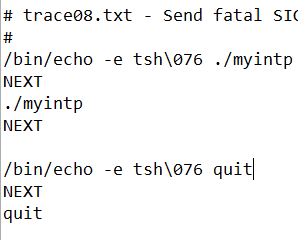 # trace08.txt - Send fatal SIG
#
/bin/echo -e tsh\076 ./myintp
NEXT
./myintp
NEXT

/bin/echo -e tsh\076 quit
NEXT
quit